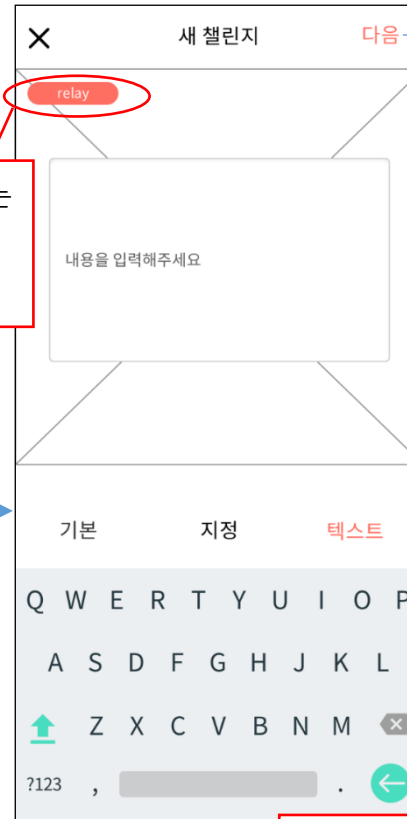 새 챌린지 다음
relay
는
내용을 입력해주세요
기본 지정 텍스트
Q W E R T Y U I O P
A S D F G H J K L
Z X C V B N M
?123 , .